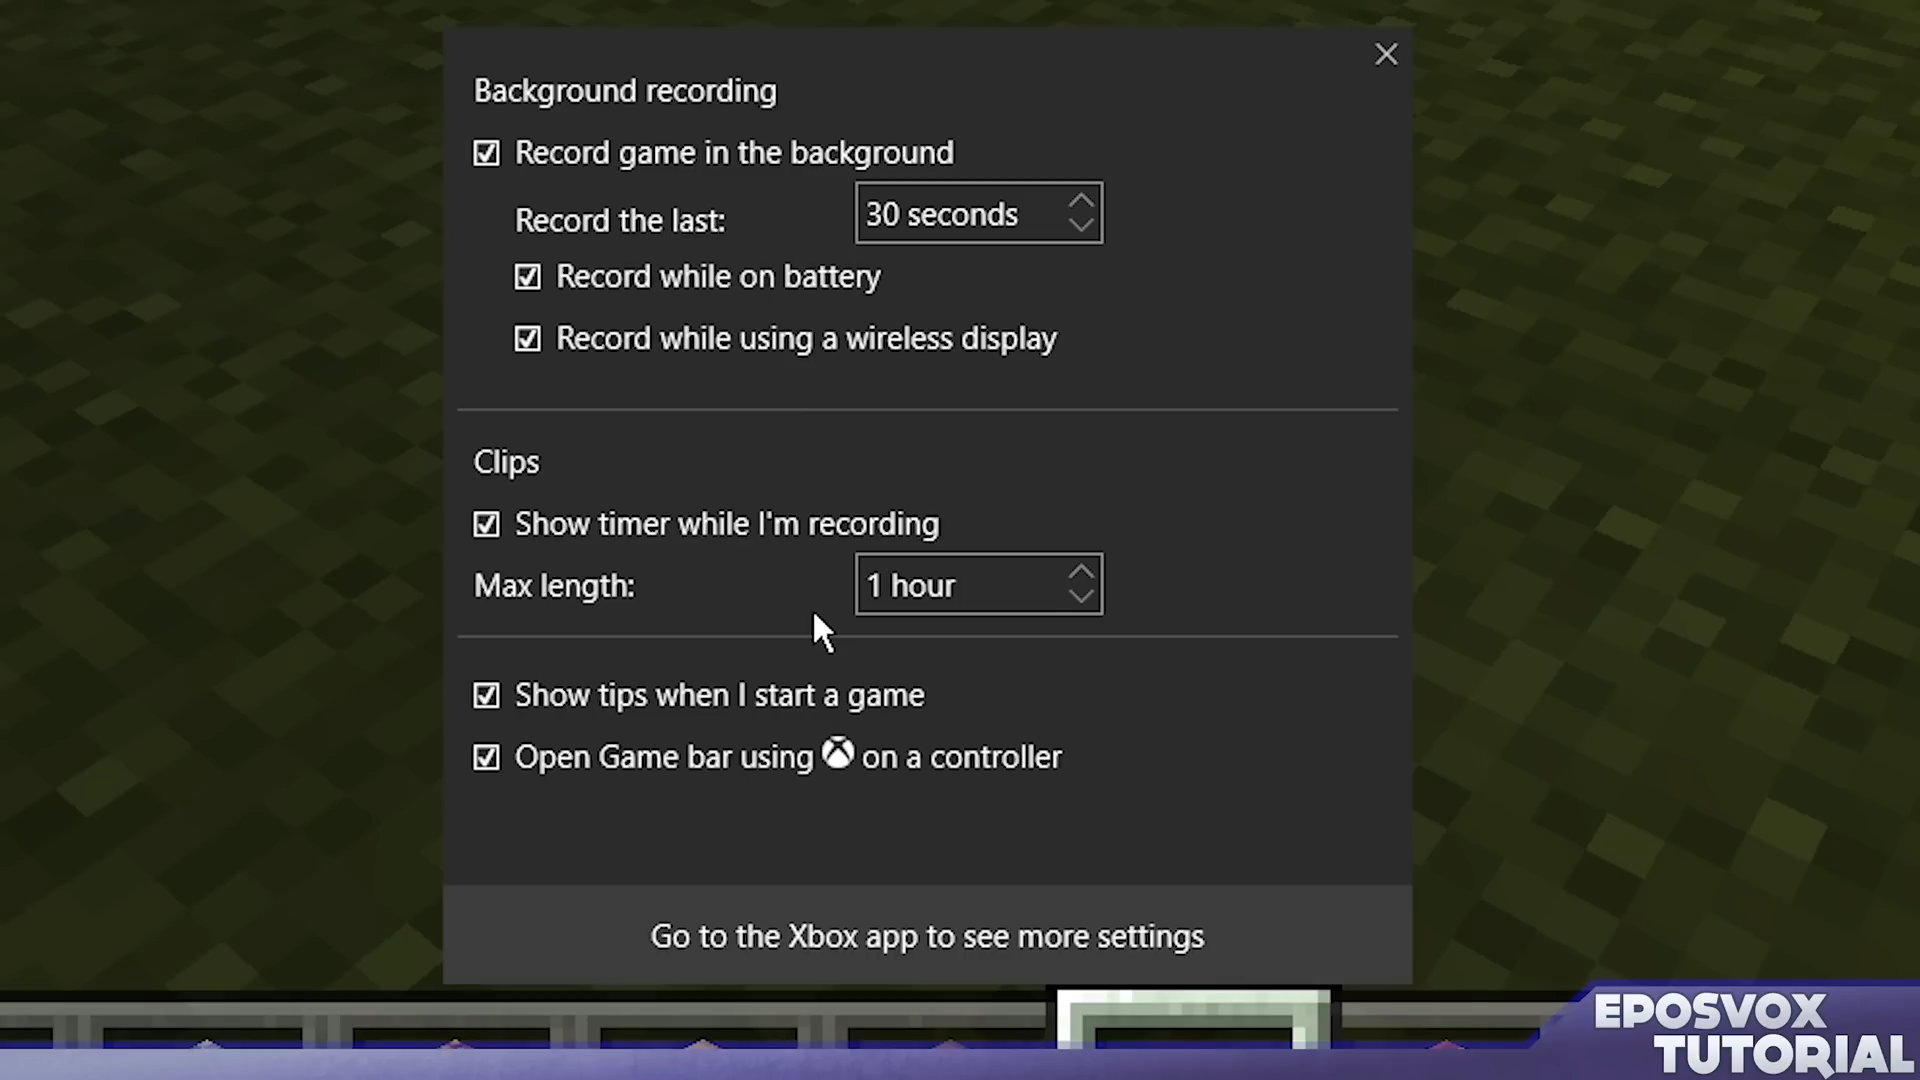 Background recording
Record game in the background
Record the last: 30 seconds
Record while on battery
Record while using a wireless display
Clips
Show timer while I'm recording
Max length: 1 hour
Show tips when I start a game
Open Game bar using on a controller
Go to the Xbox app to see more settings
EPOSVOX
TUTORIAL